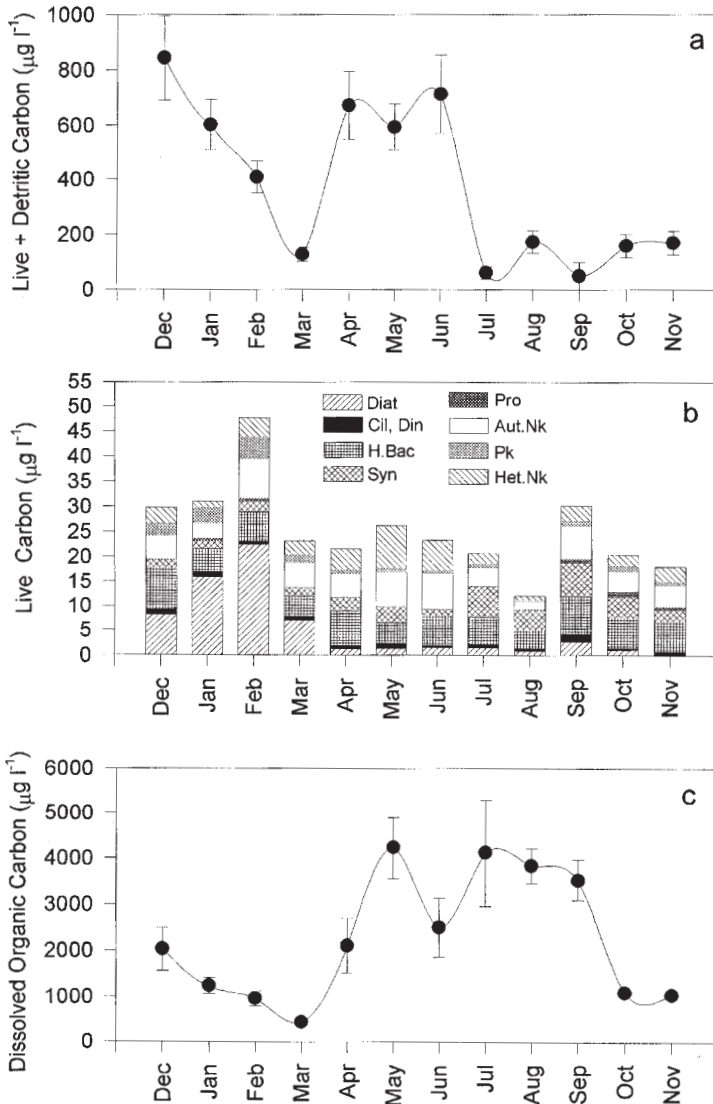 a
Live + Detritic Carbon (µg l⁻¹)
1000
800
600
400
200
0
Dec Jan Feb Mar Apr May Jun Jul Aug Sep Oct Nov
b
Live Carbon (µg l⁻¹)
55
50
45
40
35
30
25
20
15
10
5
0
Diat
Cil, Din
H.Bac
Syn
Pro
Aut.Nk
Pk
Het.Nk
Dec Jan Feb Mar Apr May Jun Jul Aug Sep Oct Nov
c
Dissolved Organic Carbon (µg l⁻¹)
6000
5000
4000
3000
2000
1000
0
Dec Jan Feb Mar Apr May Jun Jul Aug Sep Oct Nov